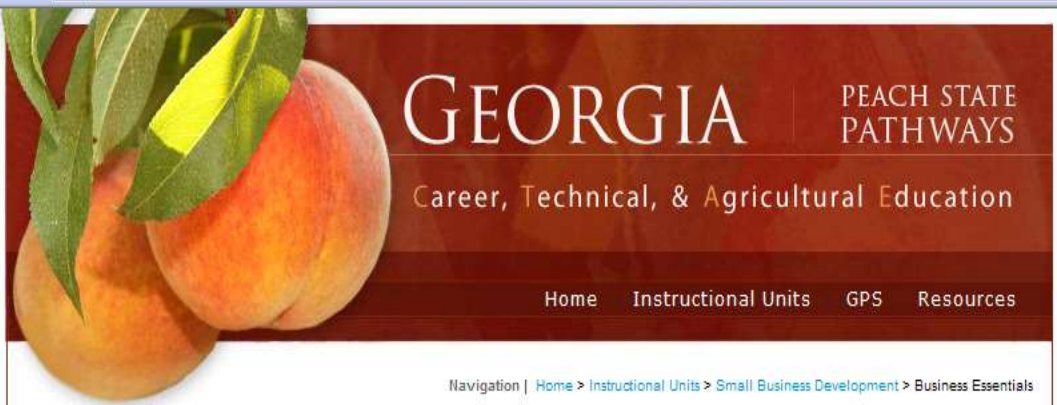 GEORGIA
PEACH STATE
PATHWAYS
Career, Technical, & Agricultural Education
Home Instructional Units GPS Resources
Navigation | Home > Instructional Units > Small Business Development > Business Essentials